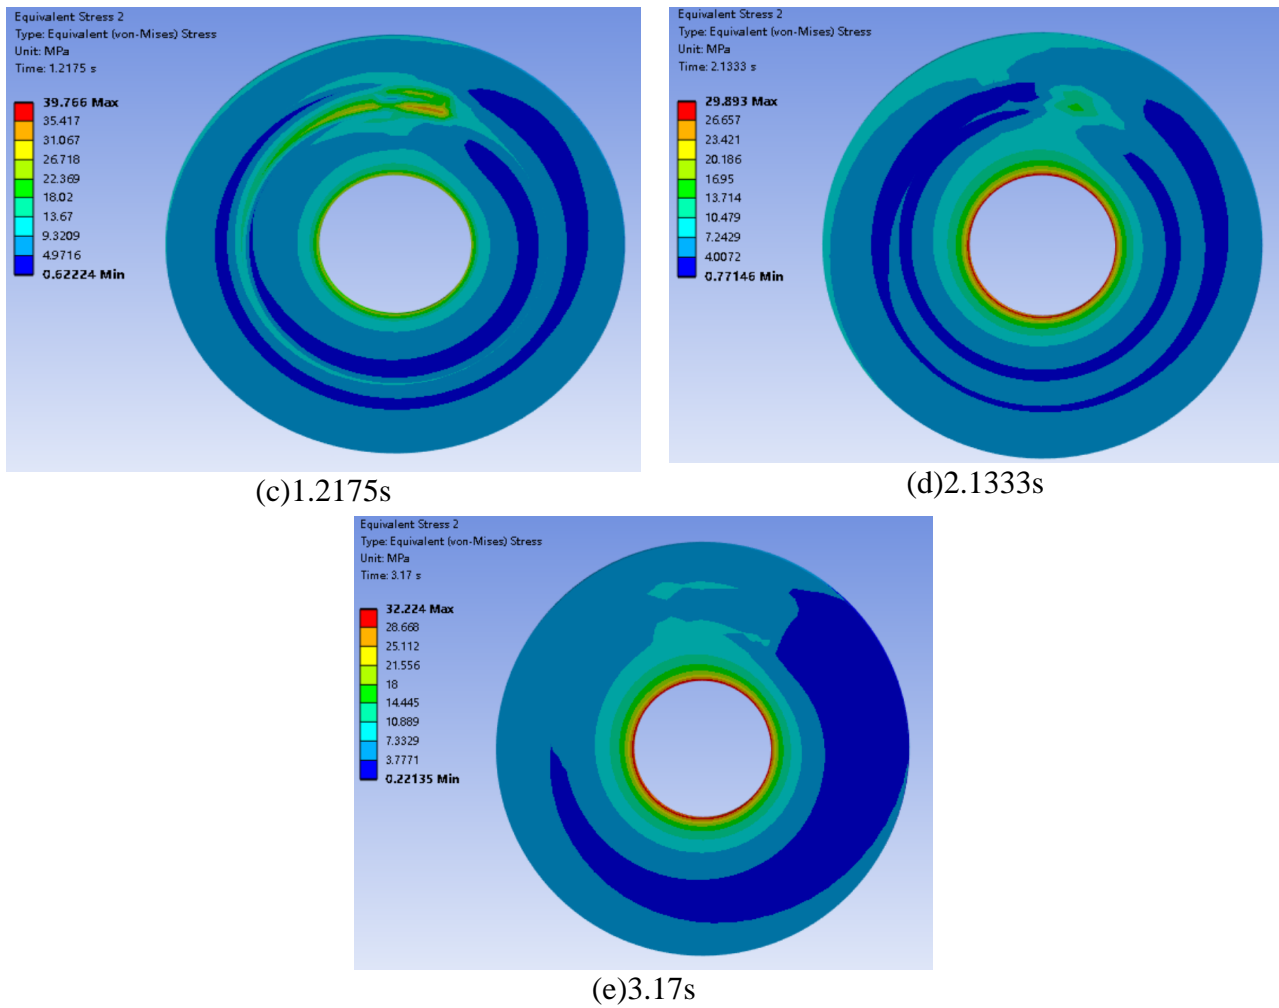 Equivalent Stress 2
Type: Equivalent (von-Mises) Stress
Unit: MPa
Time: 1.2175 s
39.766 Max
35.417
31.067
26.718
22.369
18.02
13.67
9.3209
4.9716
0.62224 Min
(c)1.2175s
Equivalent Stress 2
Type: Equivalent (von-Mises) Stress
Unit: MPa
Time: 2.1333 s
29.893 Max
26.657
23.421
20.186
16.95
13.714
10.479
7.2429
4.0072
0.77146 Min
(d)2.1333s
Equivalent Stress 2
Type: Equivalent (von-Mises) Stress
Unit: MPa
Time: 3.17 s
32.224 Max
28.668
25.112
21.556
18
14.445
10.889
7.3329
3.7771
0.22135 Min
(e)3.17s